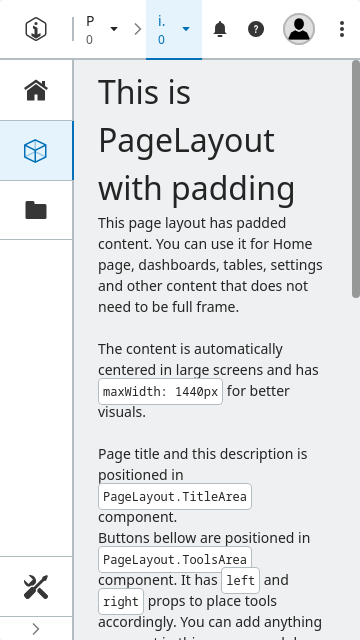 P
0
i.
0
This is
PageLayout
with padding
This page layout has padded
content. You can use it for Home
page, dashboards, tables, settings
and other content that does not
need to be full frame.
The content is automatically
centered in large screens and has
maxWidth: 1440px for better
visuals.
Page title and this description is
positioned in
PageLayout.TitleArea
component.
Buttons bellow are positioned in
PageLayout.ToolsArea
component. It has left and
right props to place tools
accordingly. You can add anything